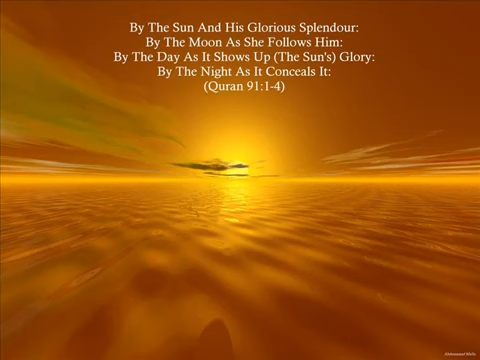 By The Sun And His Glorious Splendour:
By The Moon As She Follows Him:
By The Day As It Shows Up (The Sun's) Glory:
By The Night As It Conceals It:
(Quran 91:1-4)